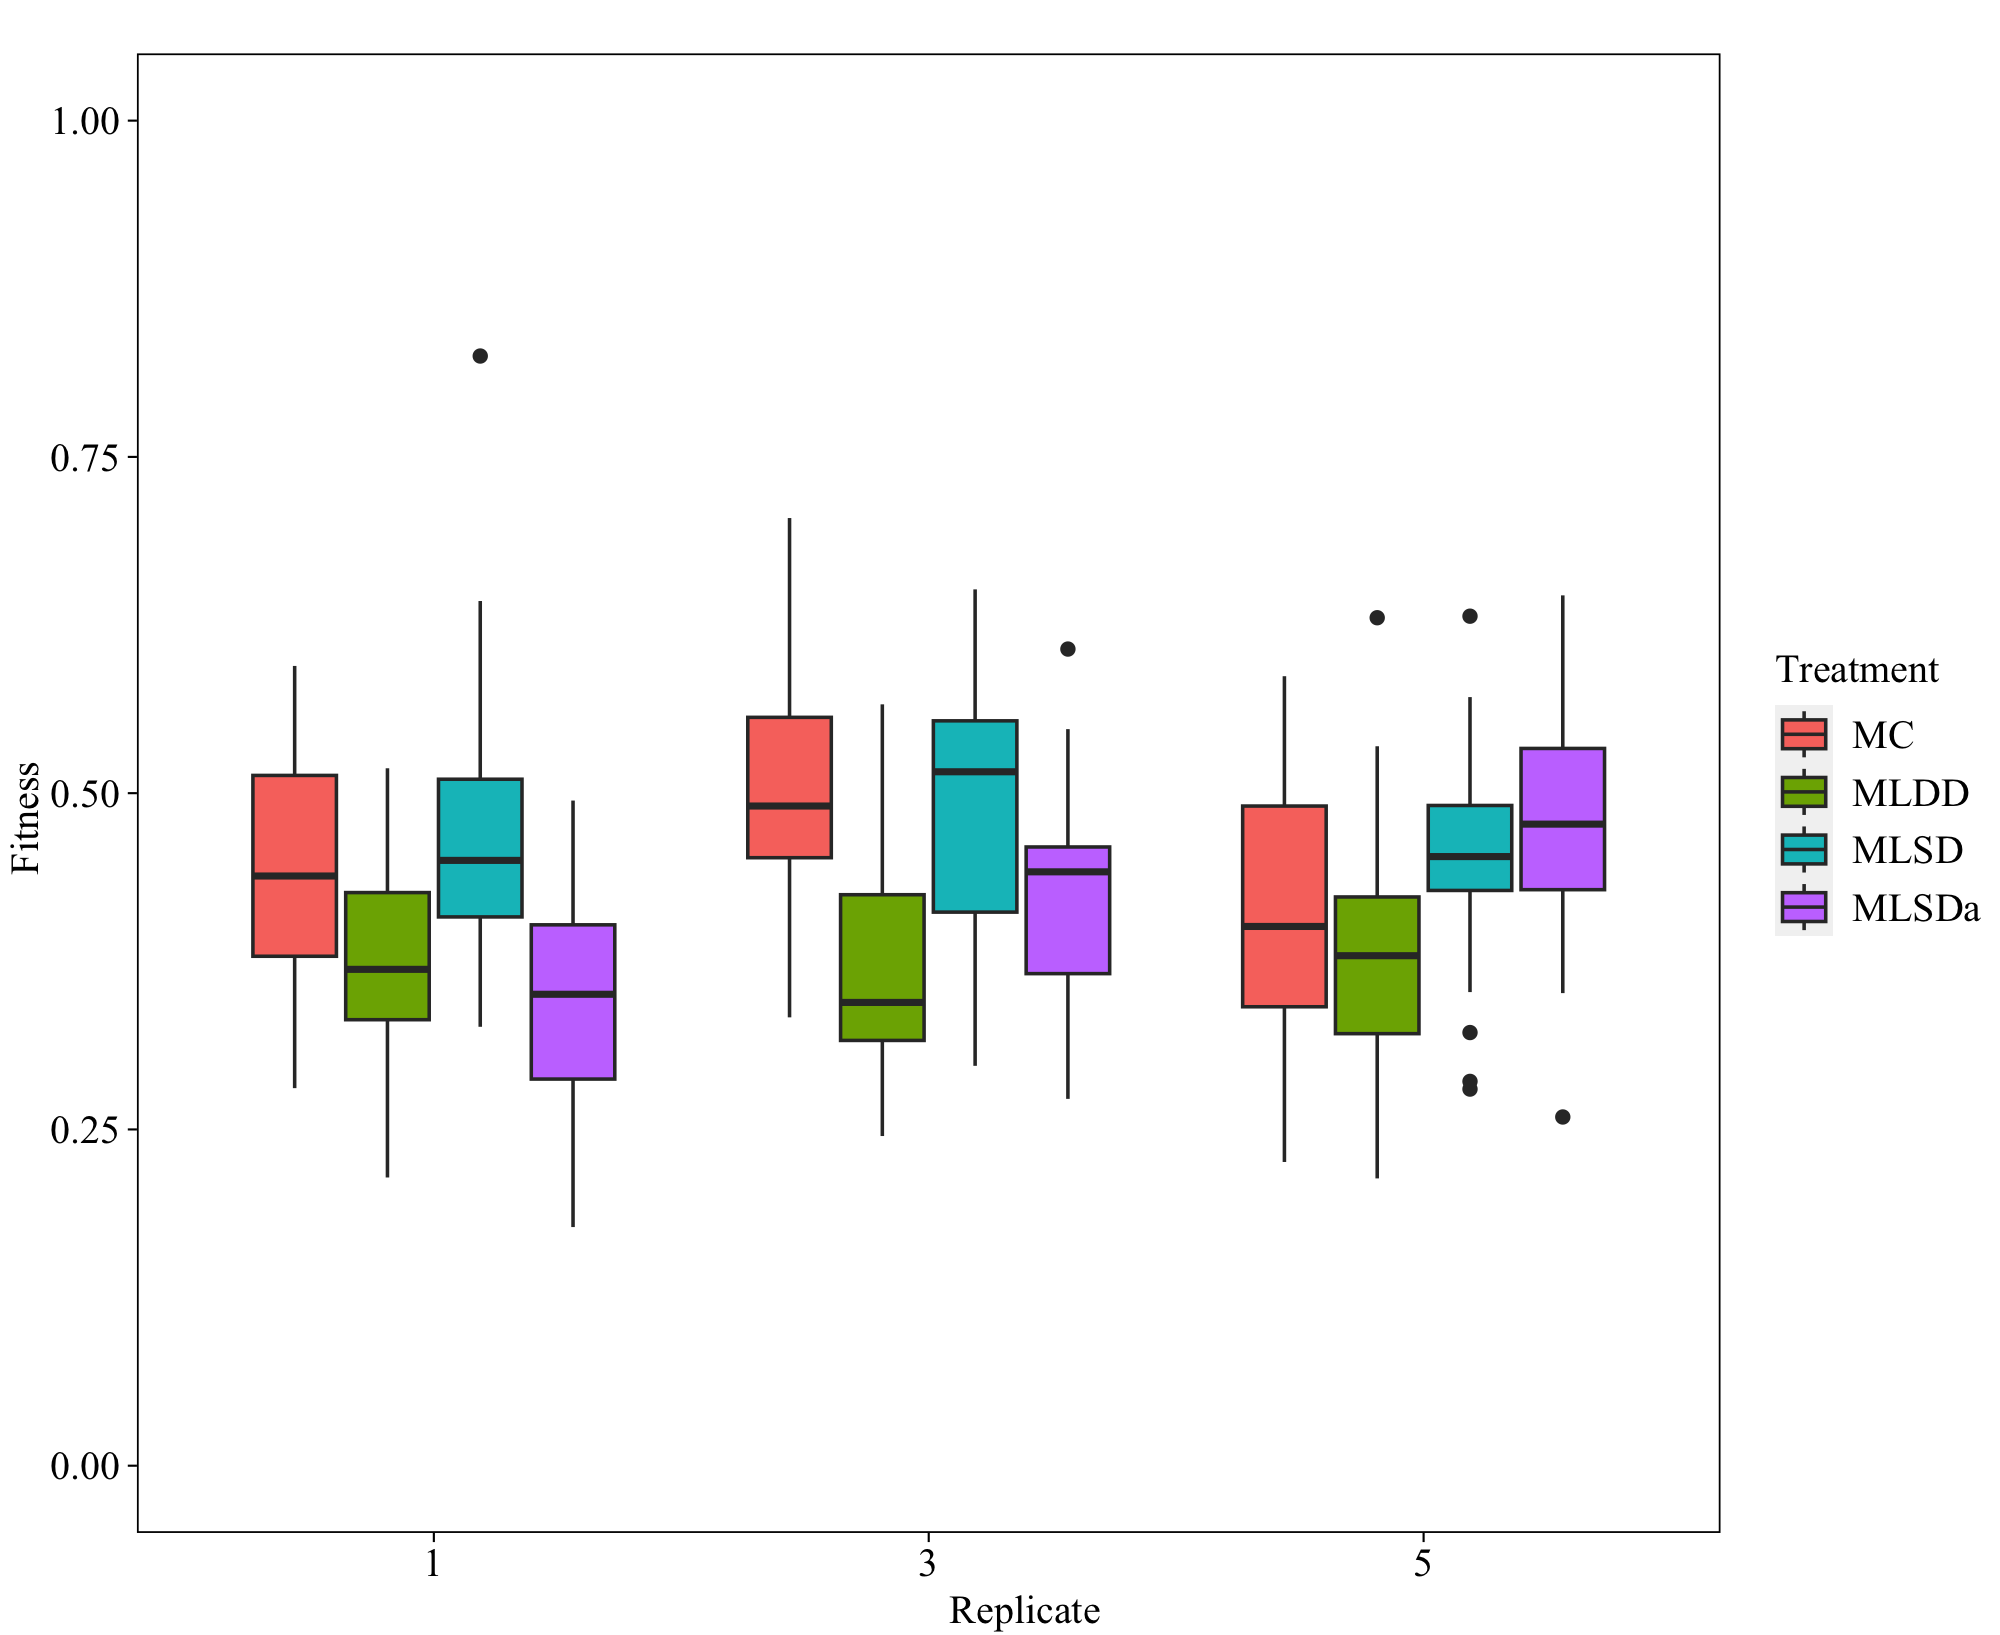 1.00
0.75
0.50
0.25
0.00
Fitness
1
3
5
Replicate
Treatment
MC
MLDD
MLSD
MLSDa